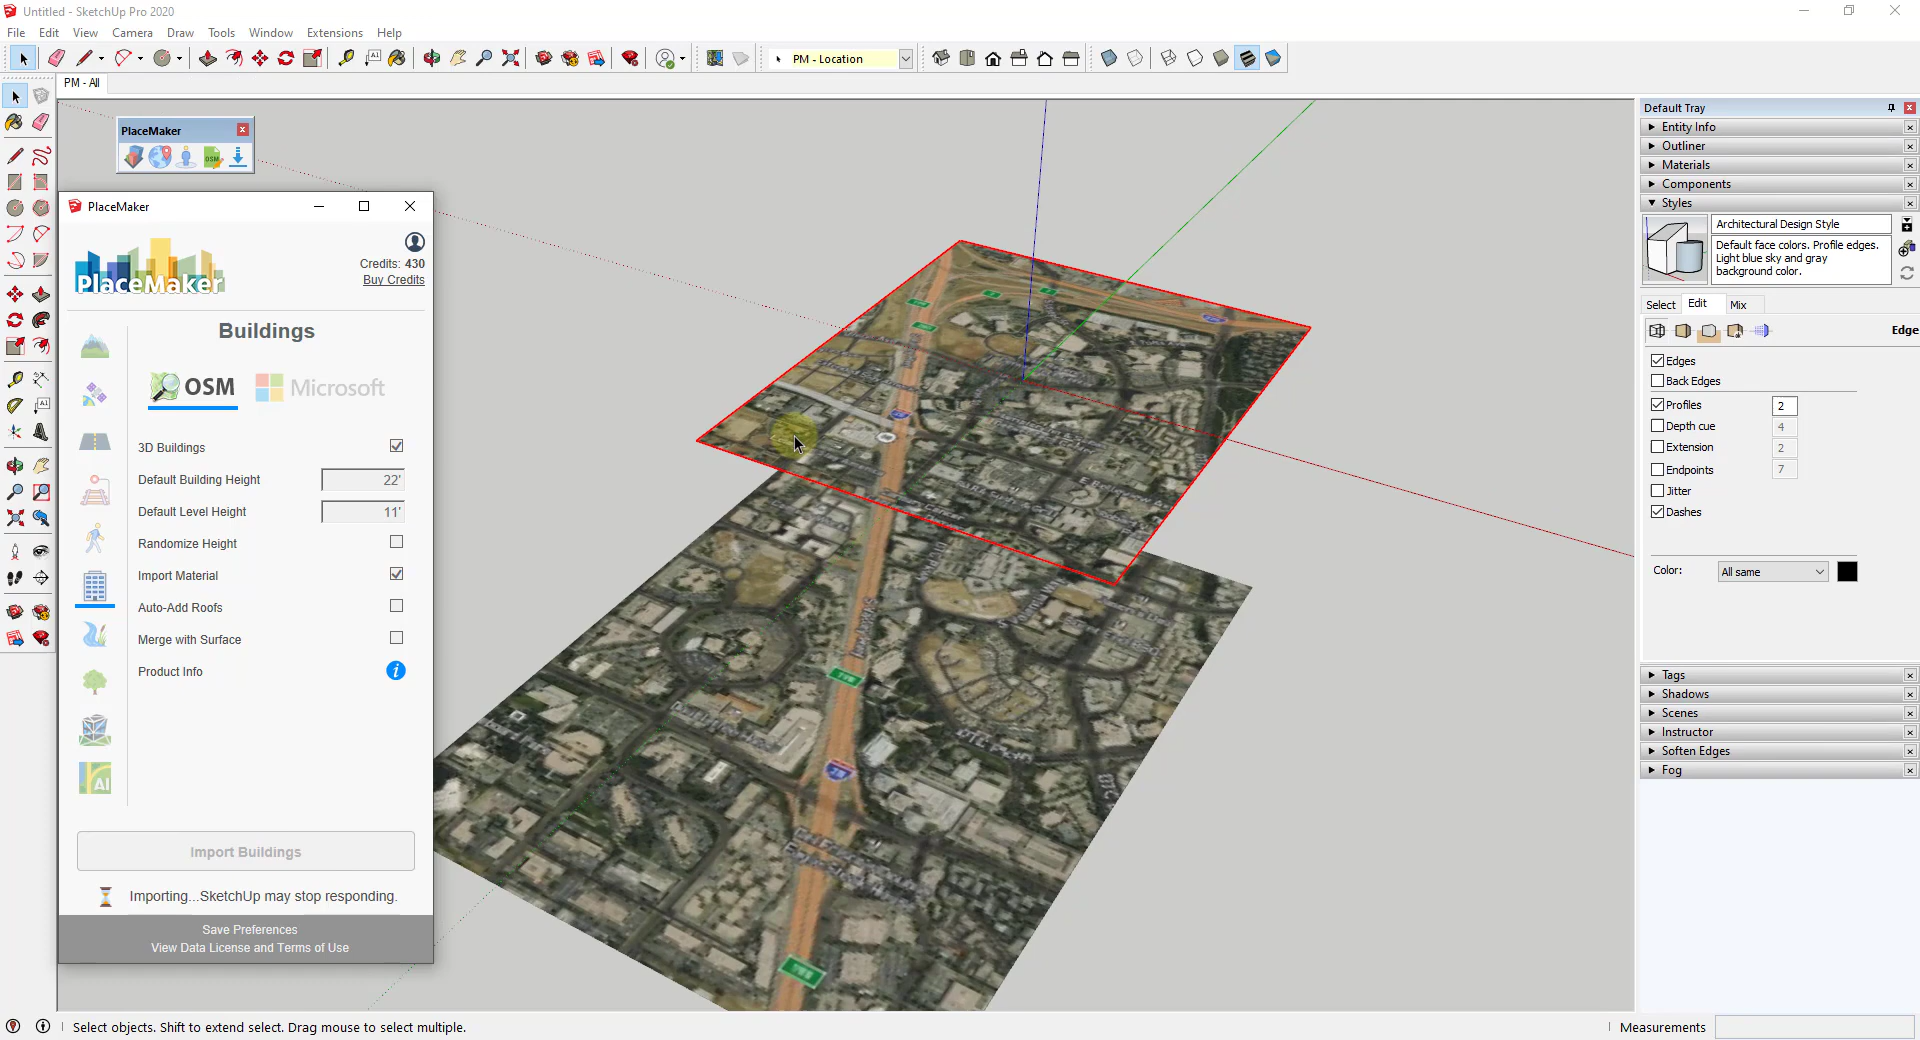 Untitled - SketchUp Pro 2020
File Edit View Camera Draw Tools Window Extensions Help
PM - Location
PM - All
PlaceMaker
PlaceMaker
PlaceMaker
Credits: 430
Buy Credits
Buildings
OSM Microsoft
3D Buildings
Default Building Height 22'
Default Level Height 11'
Randomize Height
Import Material
Auto-Add Roofs
Merge with Surface
Product Info
AI
Import Buildings
Importing...SketchUp may stop responding.
Save Preferences
View Data License and Terms of Use
Default Tray
Entity Info
Outliner
Materials
Components
Styles
Architectural Design Style
Default face colors. Profile edges.
Light blue sky and gray
background color.
Select Edit Mix
Edge
Edges
Back Edges
Profiles 2
Depth cue 4
Extension 2
Endpoints 7
Jitter
Dashes
Color: All same
Tags
Shadows
Scenes
Instructor
Soften Edges
Fog
Select objects. Shift to extend select. Drag mouse to select multiple.
Measurements